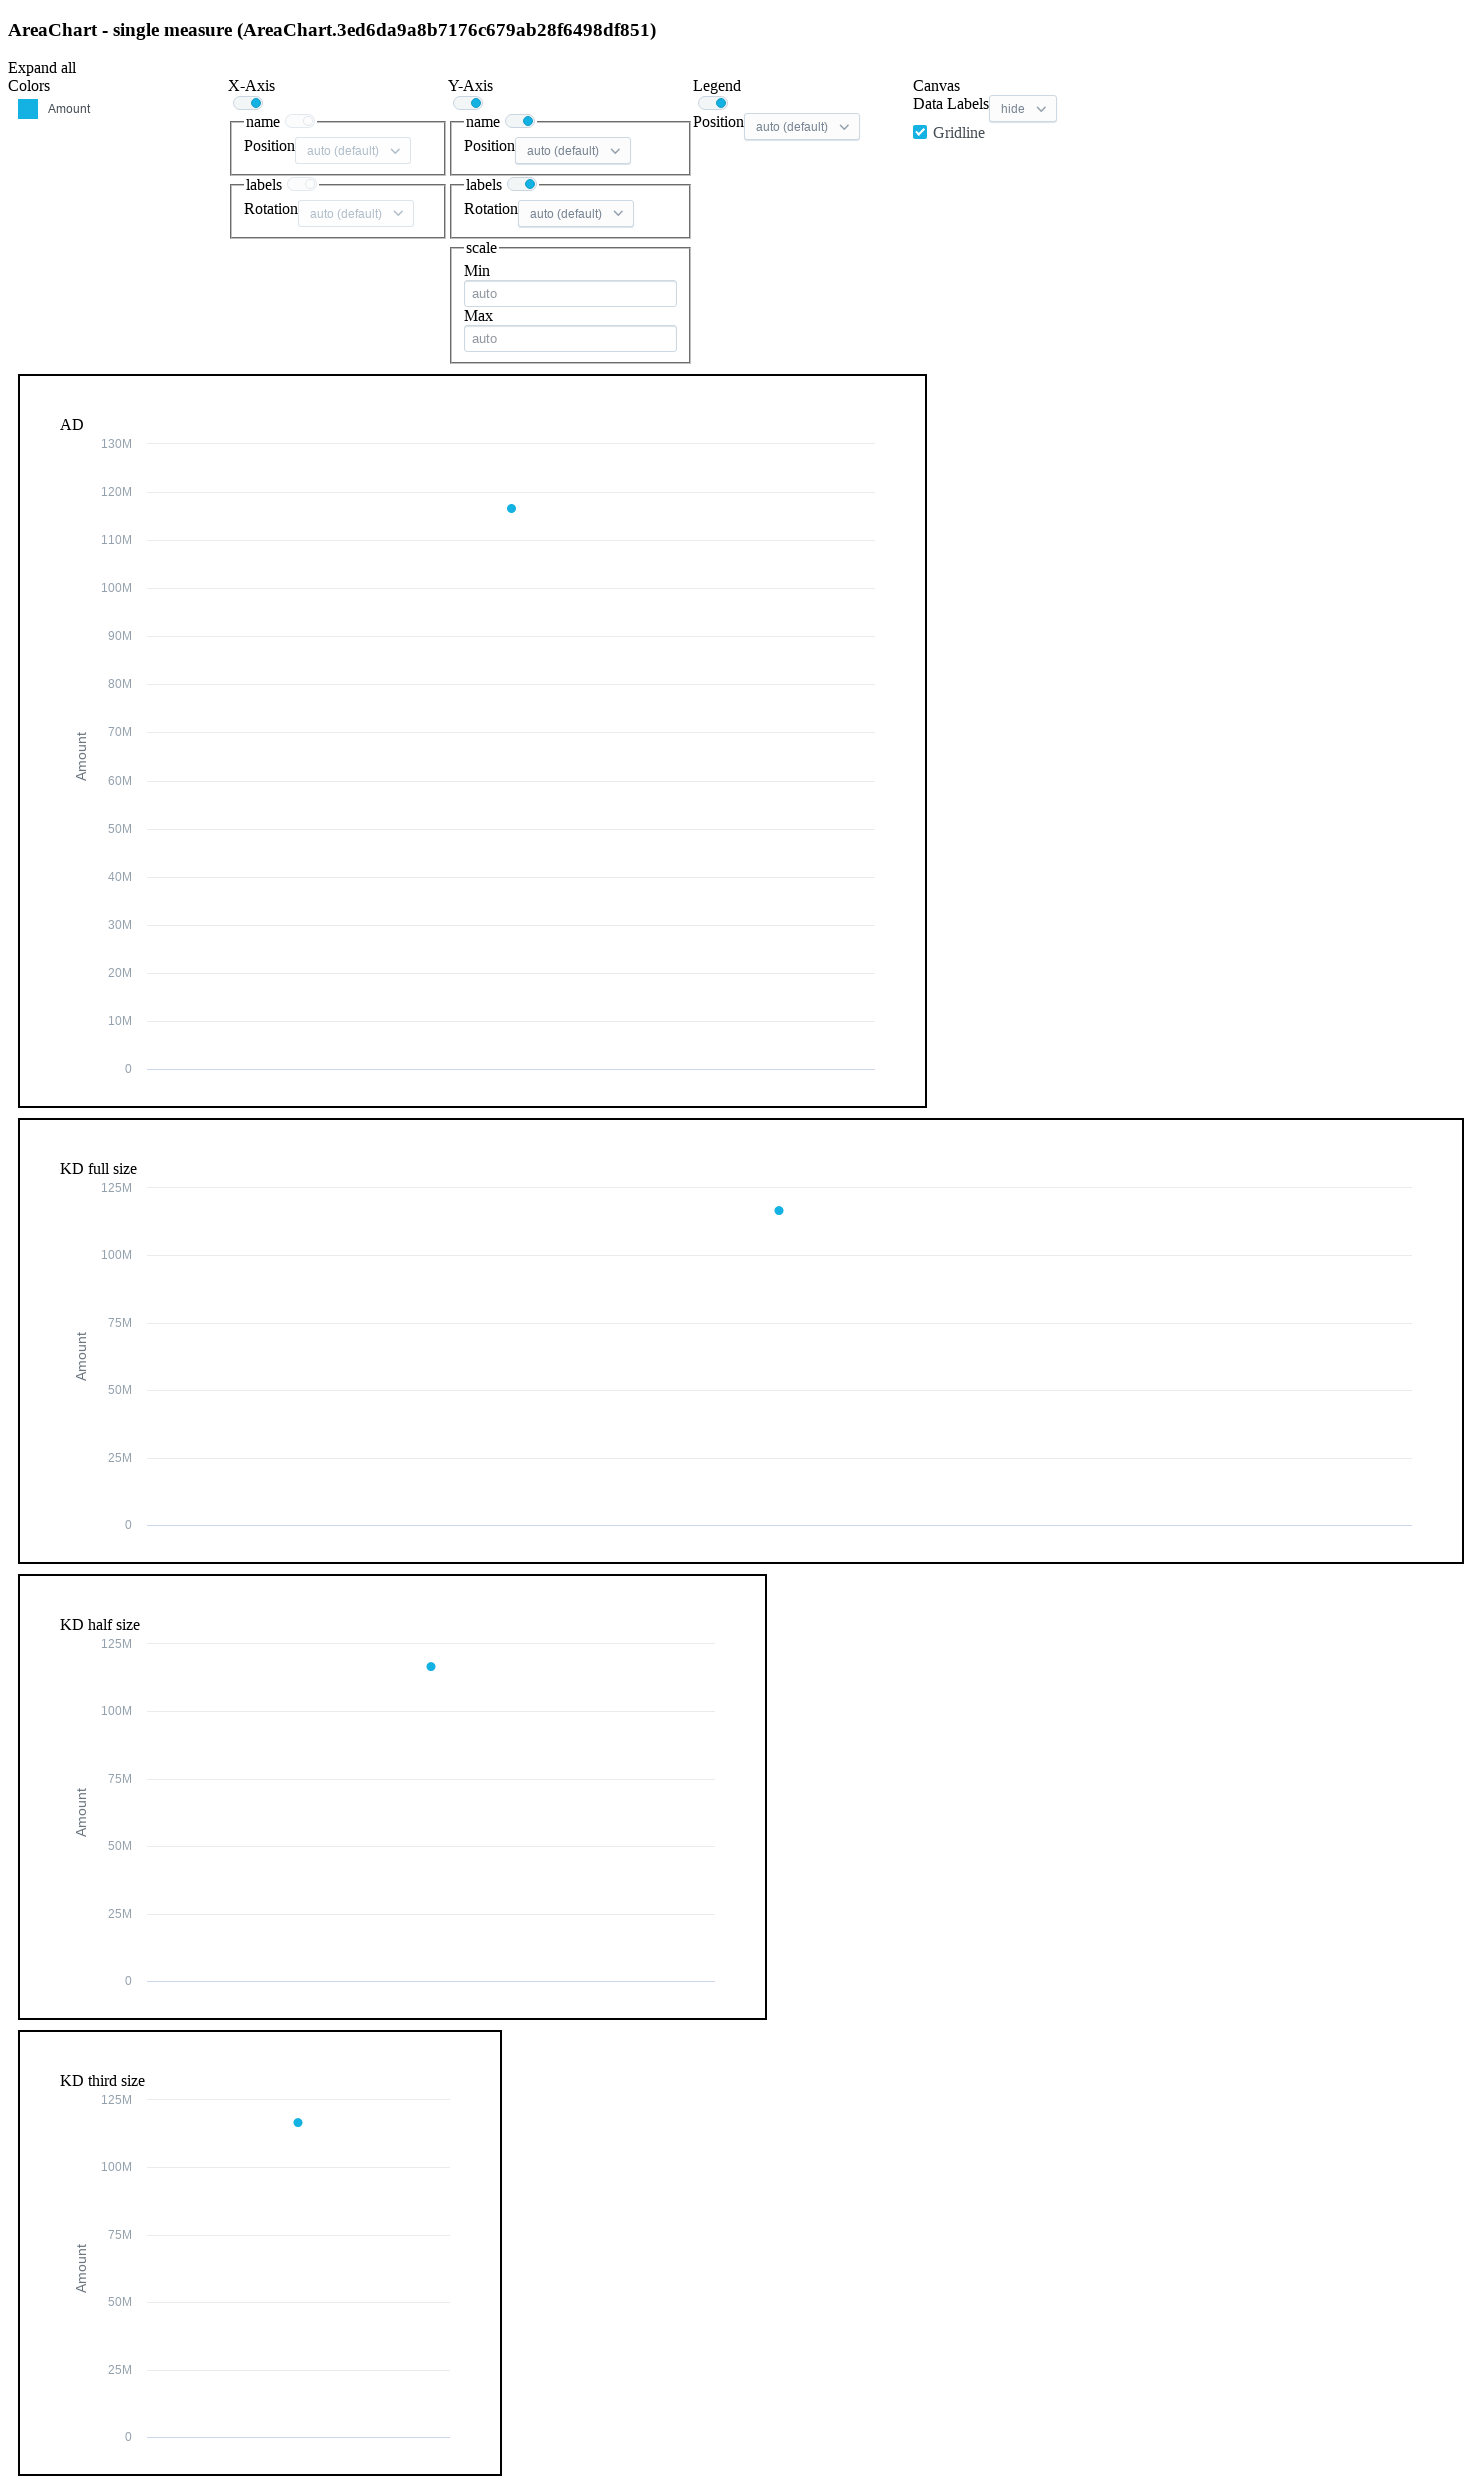 AreaChart - single measure (AreaChart.3ed6da9a8b7176c679ab28f6498df851)
Expand all
Colors
Amount
X-Axis
name
Position auto (default)
labels
Rotation auto (default)
Y-Axis
name
Position auto (default)
labels
Rotation auto (default)
scale
Min
auto
Max
auto
Legend
Position auto (default)
Canvas
Data Labels hide
Gridline
AD
130M
120M
110M
100M
90M
80M
70M
60M
50M
40M
30M
20M
10M
0
Amount
KD full size
125M
100M
75M
50M
25M
0
Amount
KD half size
125M
100M
75M
50M
25M
0
Amount
KD third size
125M
100M
75M
50M
25M
0
Amount